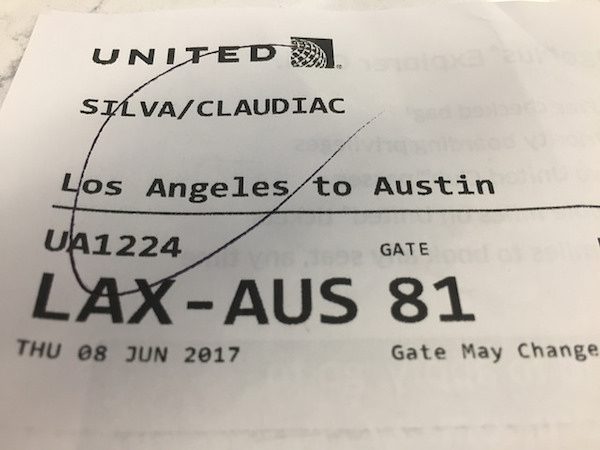 UNITED
SILVA/CLAUDIAC
Los Angeles to Austin
UA1224 GATE
LAX-AUS 81
THU 08 JUN 2017 Gate May Change